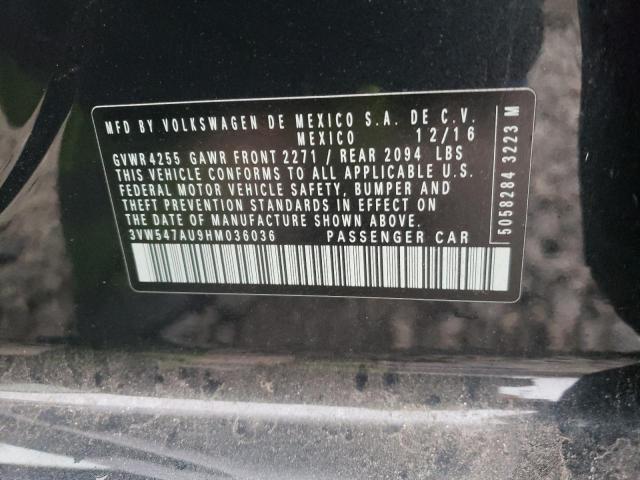 MFD BY VOLKSWAGEN DE MEXICO S.A. DE C.V.
MEXICO 12/16
GVWR4255 GAWR FRONT 2271 / REAR 2094 LBS
THIS VEHICLE CONFORMS TO ALL APPLICABLE U.S.
FEDERAL MOTOR VEHICLE SAFETY, BUMPER AND
THEFT PREVENTION STANDARDS IN EFFECT ON
THE DATE OF MANUFACTURE SHOWN ABOVE.
3VW547AU9HM036036 PASSENGER CAR
5058284 3223 M